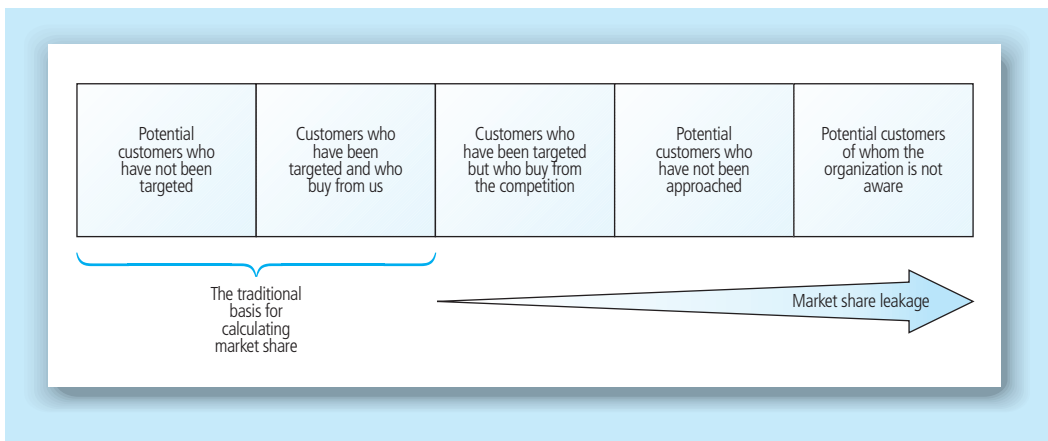 Potential
customers who
have not been
targeted
Customers who
have been
targeted and who
buy from us
Customers who
have been targeted
but who buy from
the competition
Potential
customers who
have not been
approached
Potential customers
of whom the
organization is not
aware
The traditional
basis for
calculating
market share
Market share leakage